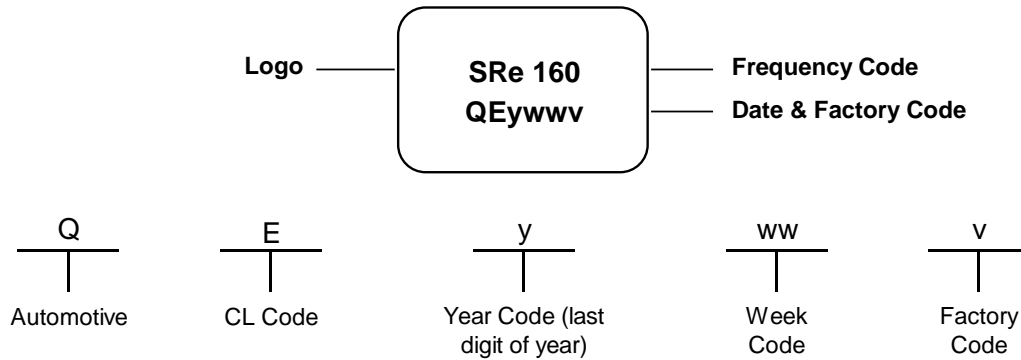 Logo
SRe 160
Frequency Code
QEywwv
Date & Factory Code
Q
E
y
ww
v
Automotive
CL Code
Year Code (last
digit of year)
Week
Code
Factory
Code